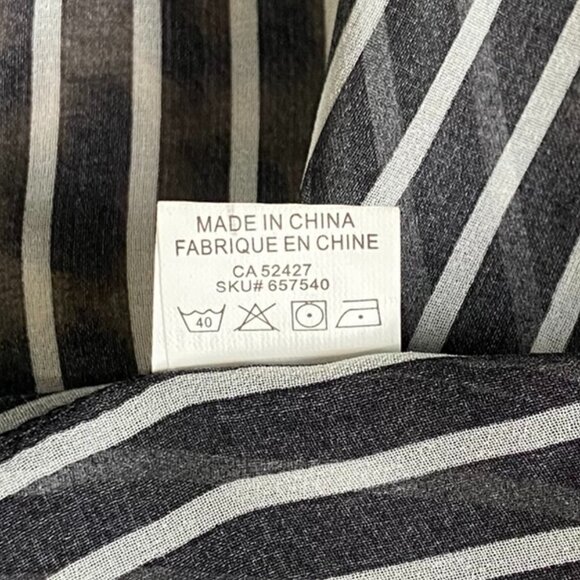 MADE IN CHINA
FABRIQUE EN CHINE
CA 52427
SKU# 657540
40